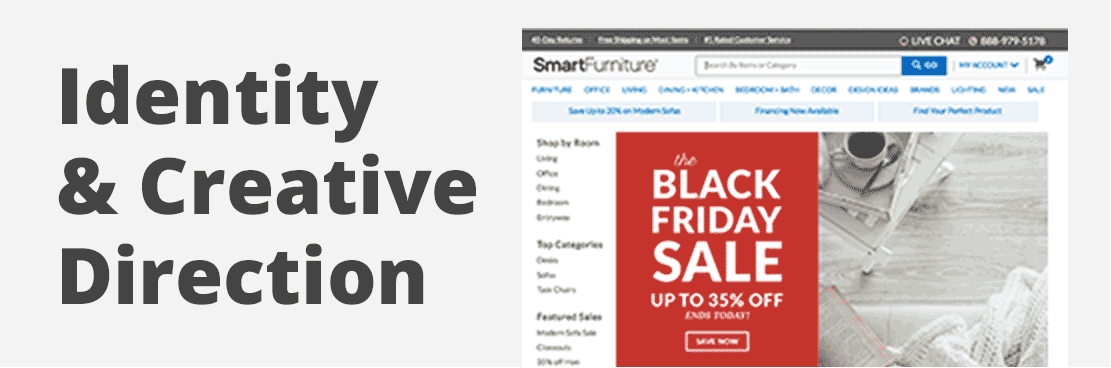 Identity
& Creative
Direction
45-Day Returns | Free Shipping on Most Items | #1 Rated Customer Service
LIVE CHAT 888-979-5178
SmartFurniture
Search By Items or Category
GO
MY ACCOUNT
FURNITURE OFFICE LIVING DINING + KITCHEN BEDROOM + BATH DECOR DESIGN IDEAS BRANDS LIGHTING NEW SALE
Save Up to 20% on Modern Sofas
Financing Now Available
Find Your Perfect Product
Shop by Room
Living
Office
Dining
Bedroom
Entryway
Top Categories
Desks
Sofas
Task Chairs
Featured Sales
Modern Sofa Sale
Closeouts
30% off Herr
the
BLACK
FRIDAY
SALE
UP TO 35% OFF
ENDS TODAY!
SAVE NOW